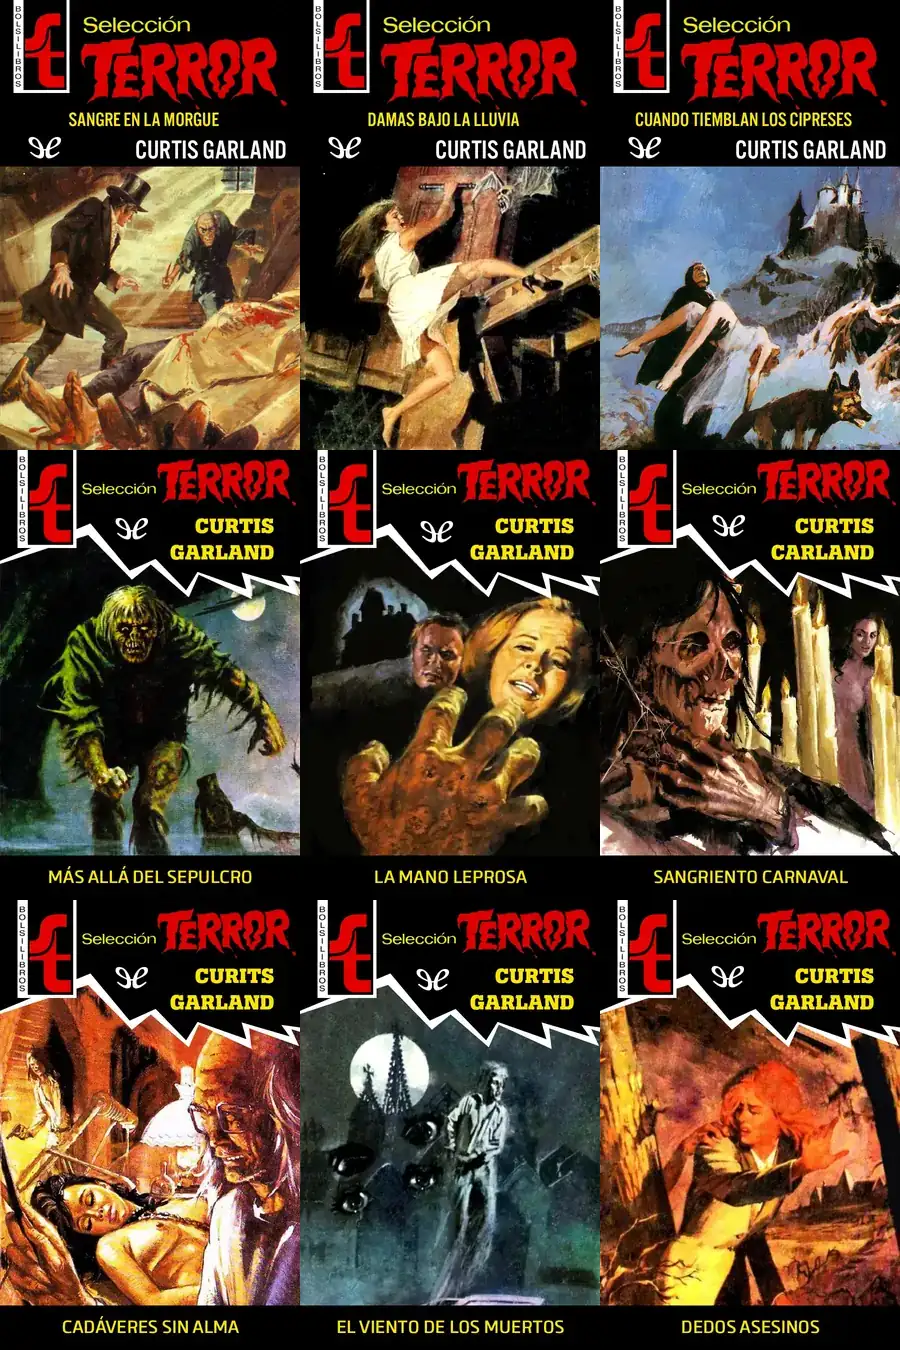 BOLSILIBROS
Selección
TERROR
SANGRE EN LA MORGUE
CURTIS GARLAND
BOLSILIBROS
Selección
TERROR
DAMAS BAJO LA LLUVIA
CURTIS GARLAND
BOLSILIBROS
Selección
TERROR
CUANDO TIEMBLAN LOS CIPRESES
CURTIS GARLAND
BOLSILIBROS
Selección TERROR
CURTIS
GARLAND
MÁS ALLÁ DEL SEPULCRO
BOLSILIBROS
Selección TERROR
CURTIS
GARLAND
LA MANO LEPROSA
BOLSILIBROS
Selección TERROR
CURTIS
CARLAND
SANGRIENTO CARNAVAL
BOLSILIBROS
Selección TERROR
CURITS
GARLAND
CADÁVERES SIN ALMA
BOLSILIBROS
Selección TERROR
CURTIS
GARLAND
EL VIENTO DE LOS MUERTOS
BOLSILIBROS
Selección TERROR
CURTIS
GARLAND
DEDOS ASESINOS